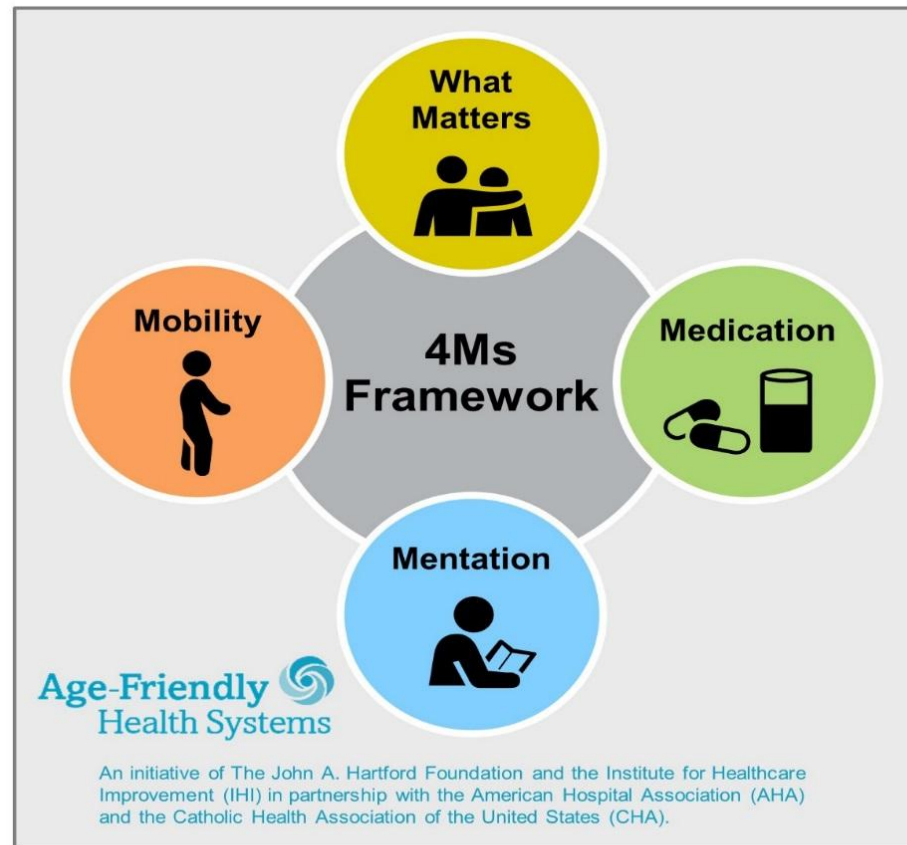 What
Matters
Mobility
4Ms
Framework
Medication
Mentation
Age-Friendly
Health Systems
An initiative of The John A. Hartford Foundation and the Institute for Healthcare
Improvement (IHI) in partnership with the American Hospital Association (AHA)
and the Catholic Health Association of the United States (CHA).